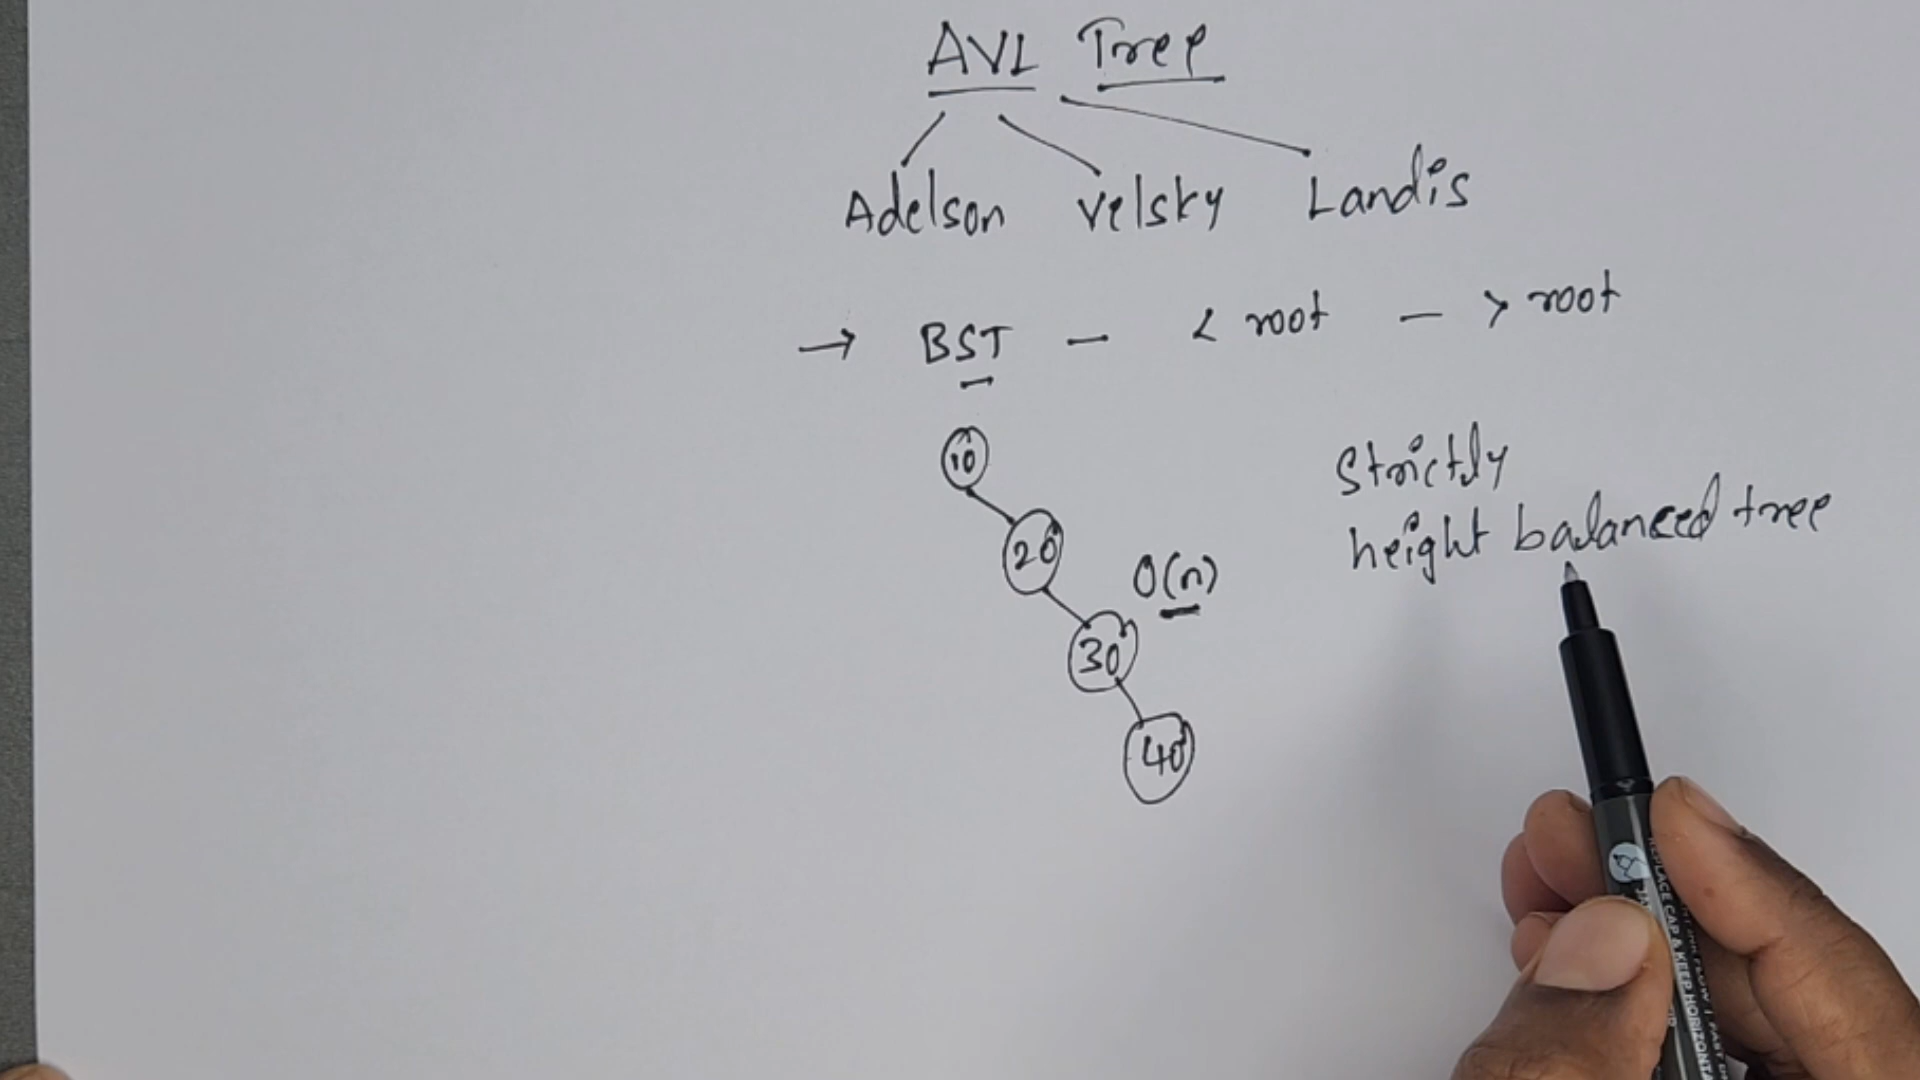 AVL Tree
Adelson Velsky Landis
→ BST - < root - > root
10
20
30
40
O(n)
Strictly
height balanced tree